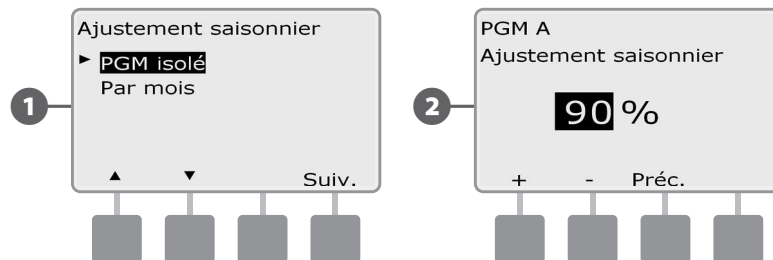 Ajustement saisonnier
► PGM isolé
Par mois
▲ ▼ Suiv.
1
PGM A
Ajustement saisonnier
90 %
+ - Préc.
2